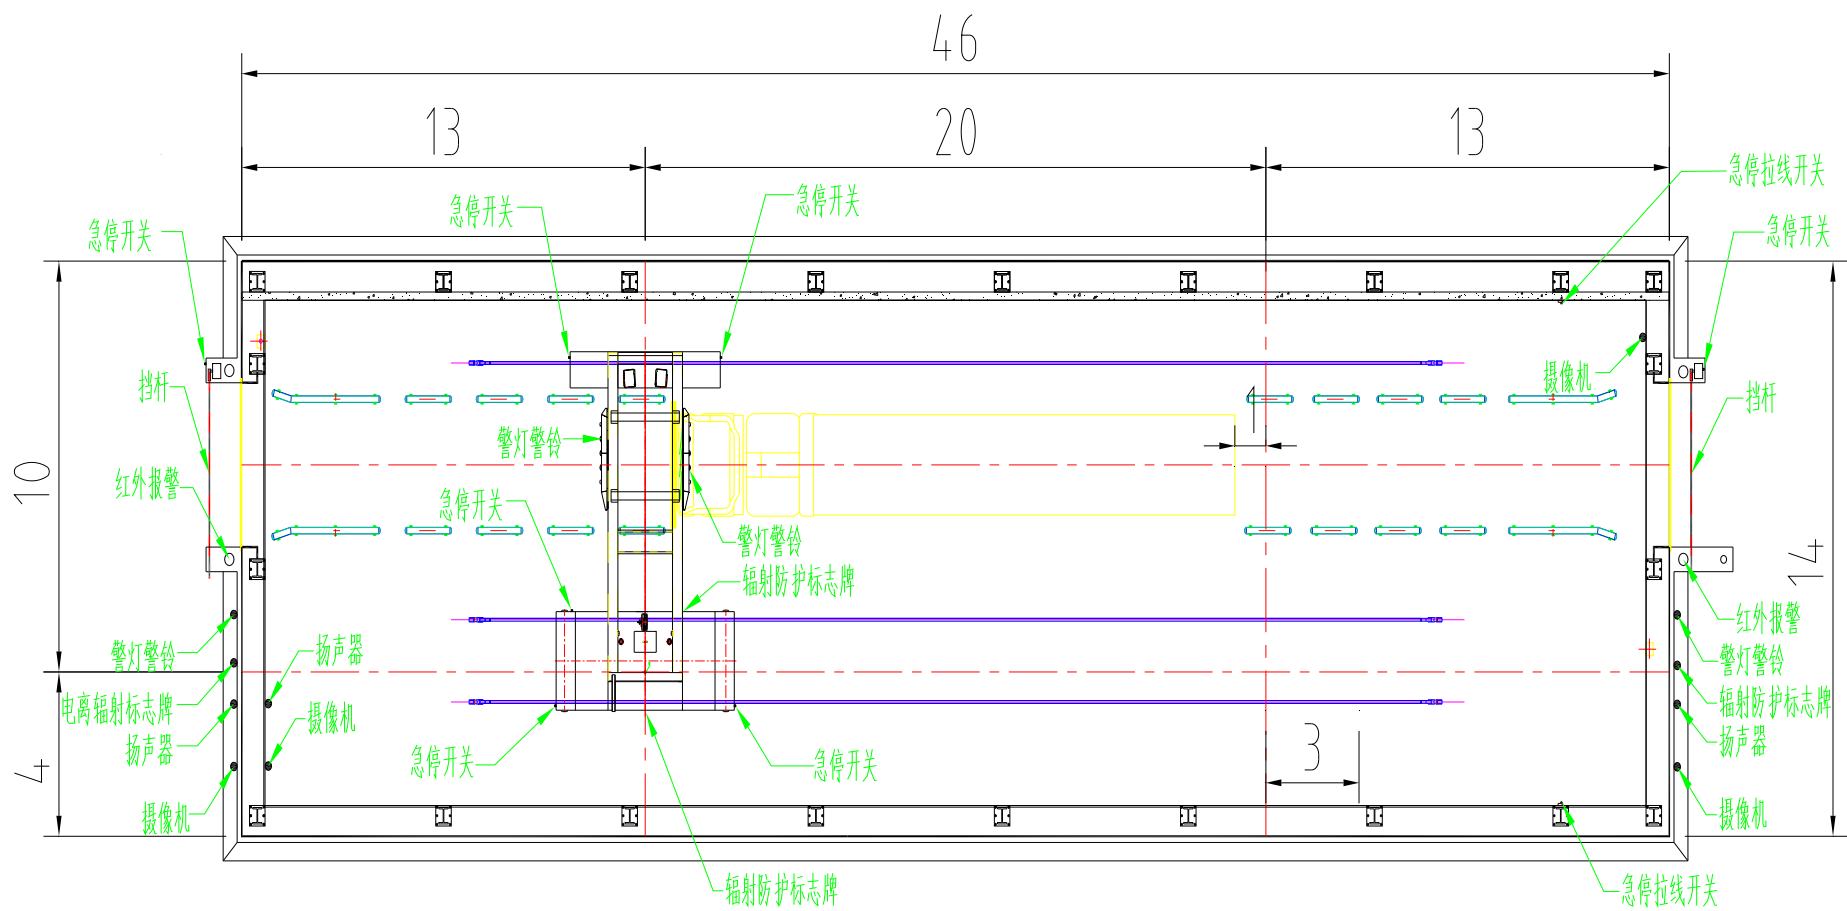 46
13
20
13
急停拉线开关
急停开关
急停开关
急停开关
急停开关
挡杆
摄像机
挡杆
1
警灯警铃
10
红外报警
急停开关
警灯警铃
14
辐射防护标志牌
红外报警
警灯警铃
扬声器
警灯警铃
电离辐射标志牌
辐射防护标志牌
摄像机
扬声器
扬声器
3
4
急停开关
急停开关
摄像机
摄像机
辐射防护标志牌
急停拉线开关